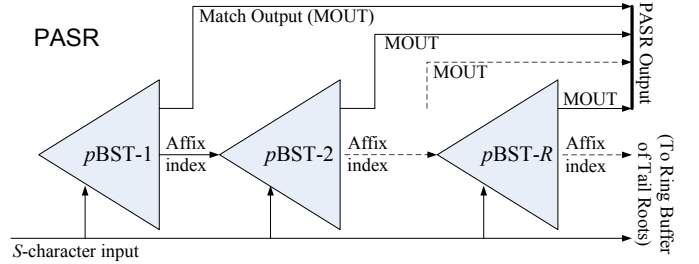 PASR
Match Output (MOUT)
MOUT
MOUT
MOUT
PASR Output
pBST-1
Affix
index
pBST-2
Affix
index
pBST-R
Affix
index
(To Ring Buffer
of Tail Roots)
S-character input